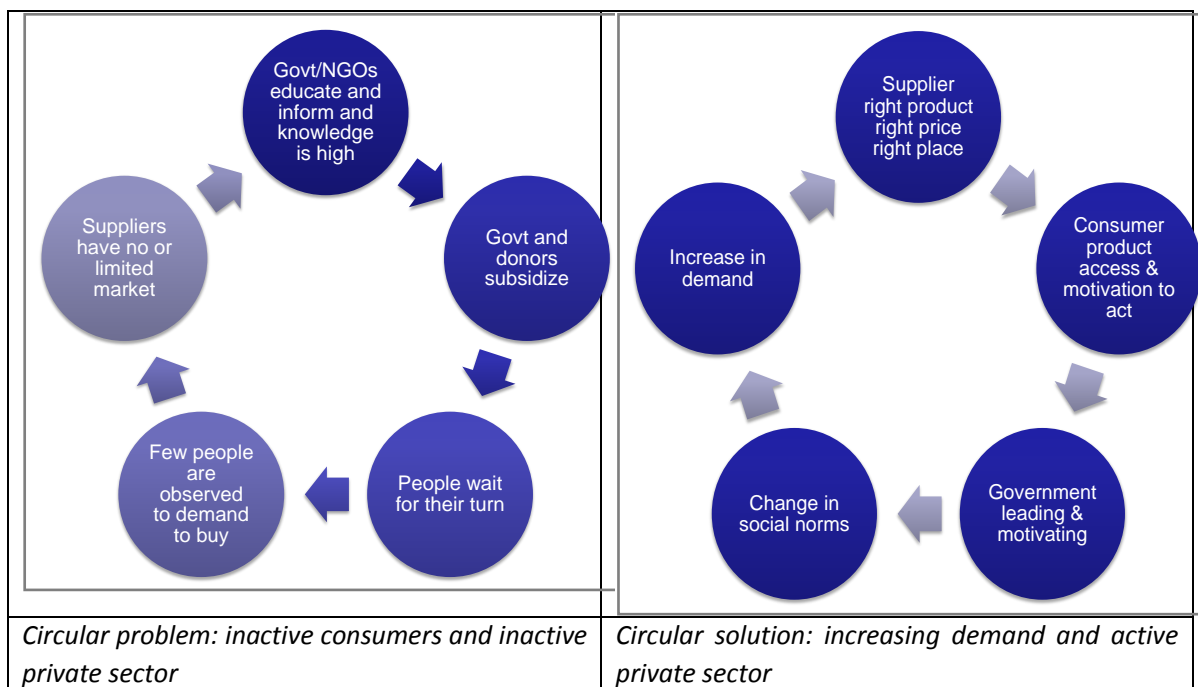 Govt/NGOs
educate and
inform and
knowledge
is high
Govt and
donors
subsidize
People wait
for their turn
Few people
are
observed
to demand
to buy
Suppliers
have no or
limited
market
Circular problem: inactive consumers and inactive
private sector
Supplier
right product
right price
right place
Consumer
product
access &
motivation to
act
Government
leading &
motivating
Change in
social norms
Increase in
demand
Circular solution: increasing demand and active
private sector